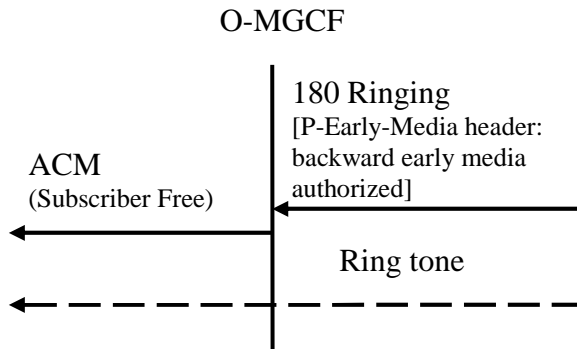 O-MGCF
180 Ringing
[P-Early-Media header:
backward early media
authorized]
ACM
(Subscriber Free)
Ring tone